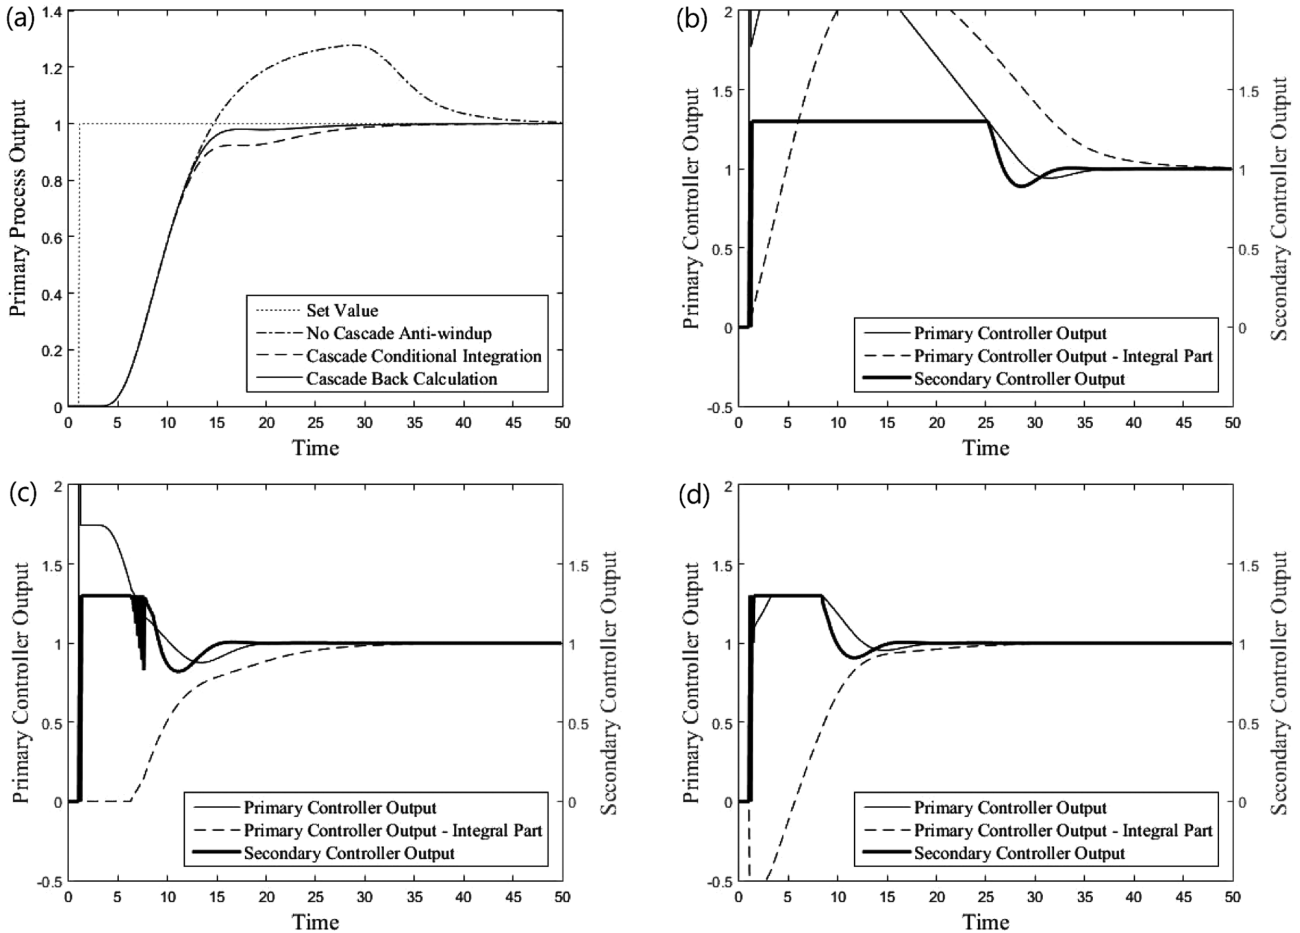 (a)
1.4
1.2
1
0.8
0.6
0.4
0.2
0
Primary Process Output
0 5 10 15 20 25 30 35 40 45 50
Time
Set Value
No Cascade Anti-windup
Cascade Conditional Integration
Cascade Back Calculation
(b)
2
1.5
1
0.5
0
-0.5
Primary Controller Output
1.5
1
0.5
0
Secondary Controller Output
0 5 10 15 20 25 30 35 40 45 50
Time
Primary Controller Output
Primary Controller Output - Integral Part
Secondary Controller Output
(c)
2
1.5
1
0.5
0
-0.5
Primary Controller Output
1.5
1
0.5
0
Secondary Controller Output
0 5 10 15 20 25 30 35 40 45 50
Time
Primary Controller Output
Primary Controller Output - Integral Part
Secondary Controller Output
(d)
2
1.5
1
0.5
0
-0.5
Primary Controller Output
1.5
1
0.5
0
Secondary Controller Output
0 5 10 15 20 25 30 35 40 45 50
Time
Primary Controller Output
Primary Controller Output - Integral Part
Secondary Controller Output